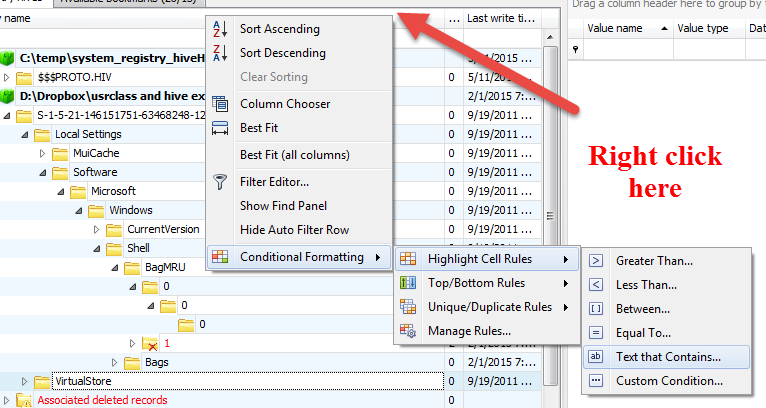 Available Bookmarks (20/15)
Drag a column header here to group by t
y name
...
Last write ti...
Value name
Value type
Dat
C:\temp\system_registry_hiveH
5/11/2015 ...
$$$PROTO.HIV
0
5/11/2015 ...
D:\Dropbox\usrclass and hive ex
2/1/2015 7:...
S-1-5-21-146151751-63468248-12
0
9/19/2011 ...
Local Settings
0
9/19/2011 ...
MuiCache
0
9/19/2011 ...
Software
0
9/19/2011 ...
Microsoft
0
9/19/2011 ...
Windows
0
9/19/2011 ...
CurrentVersion
0
9/19/2011 ...
Shell
0
9/19/2011 ...
BagMRU
0
0
0
1
Bags
0
2/1/2015 7:...
VirtualStore
0
9/19/2011 ...
Associated deleted records
0
Sort Ascending
Sort Descending
Clear Sorting
Column Chooser
Best Fit
Best Fit (all columns)
Filter Editor...
Show Find Panel
Hide Auto Filter Row
Conditional Formatting
Highlight Cell Rules
Top/Bottom Rules
Unique/Duplicate Rules
Manage Rules...
Greater Than...
Less Than...
Between...
Equal To...
Text that Contains...
Custom Condition...
Right click
here